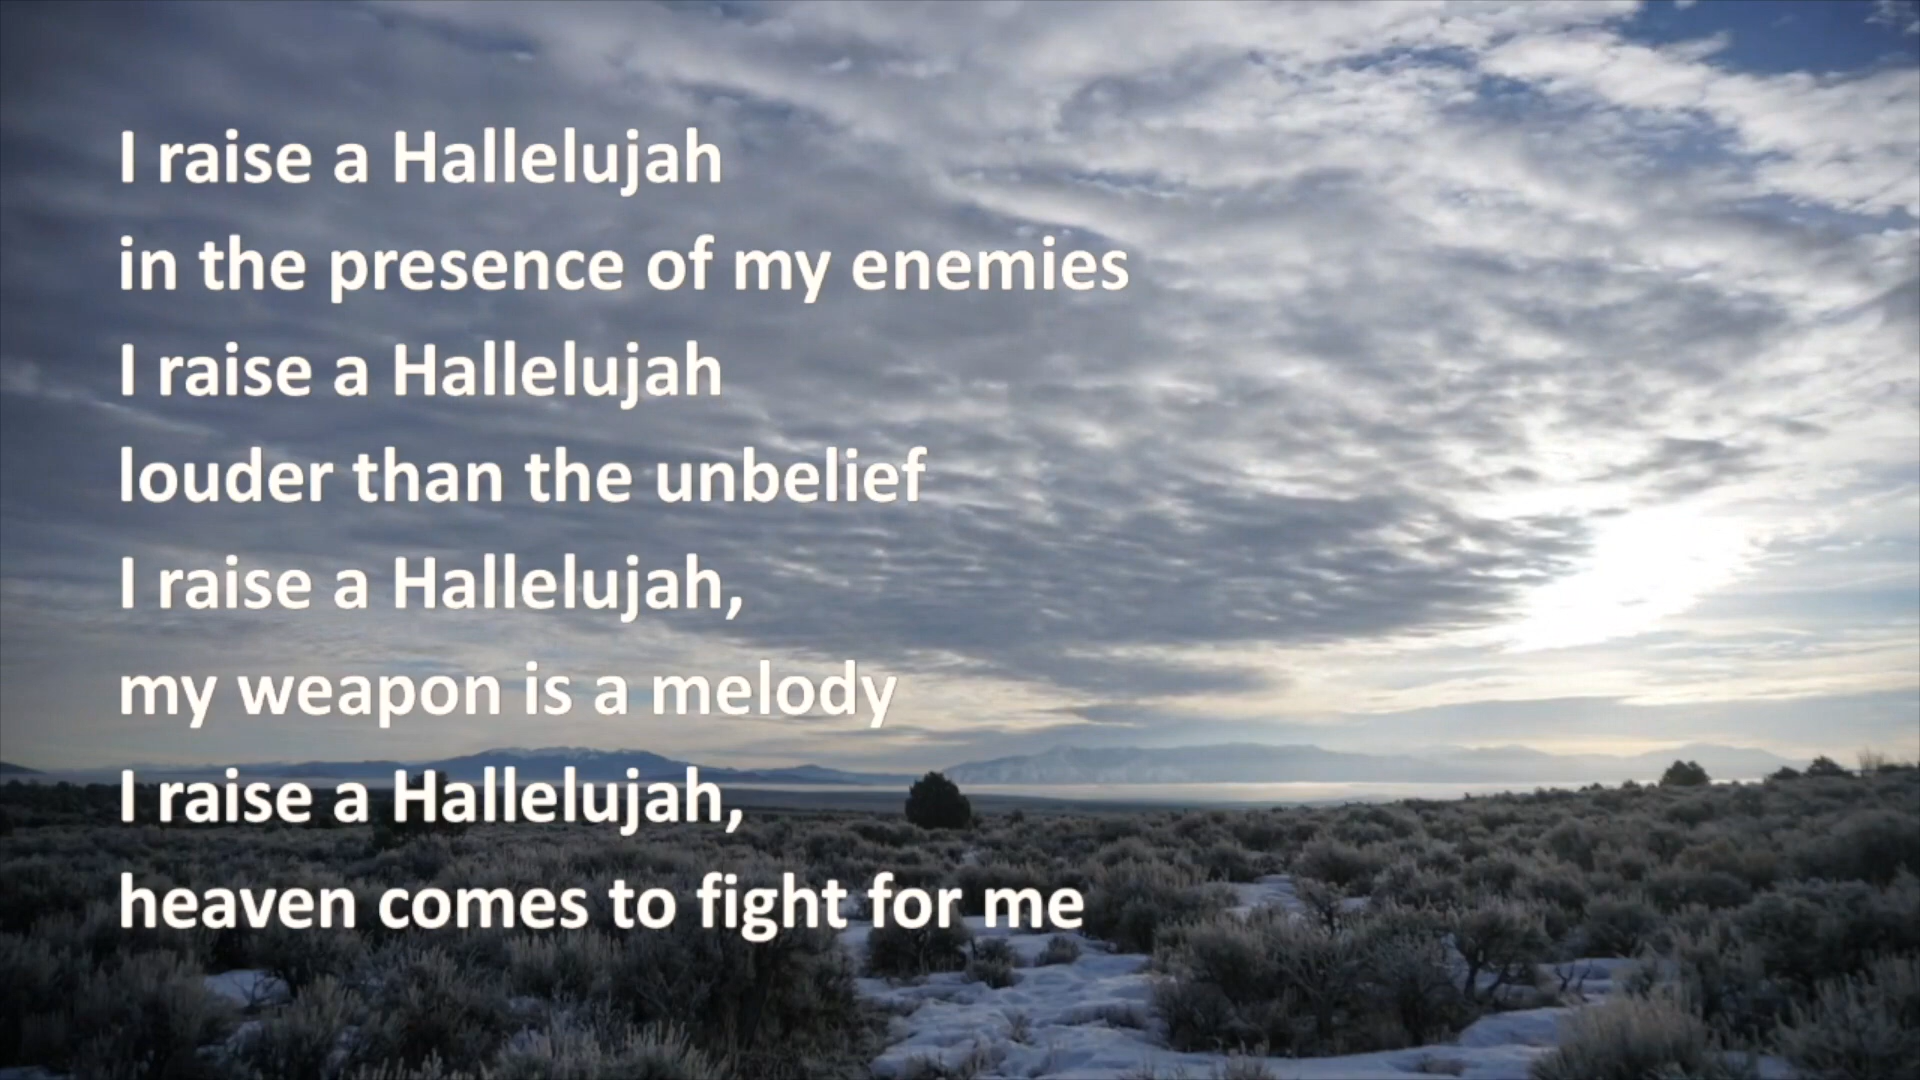 I raise a Hallelujah
in the presence of my enemies
I raise a Hallelujah
louder than the unbelief
I raise a Hallelujah,
my weapon is a melody
I raise a Hallelujah,
heaven comes to fight for me